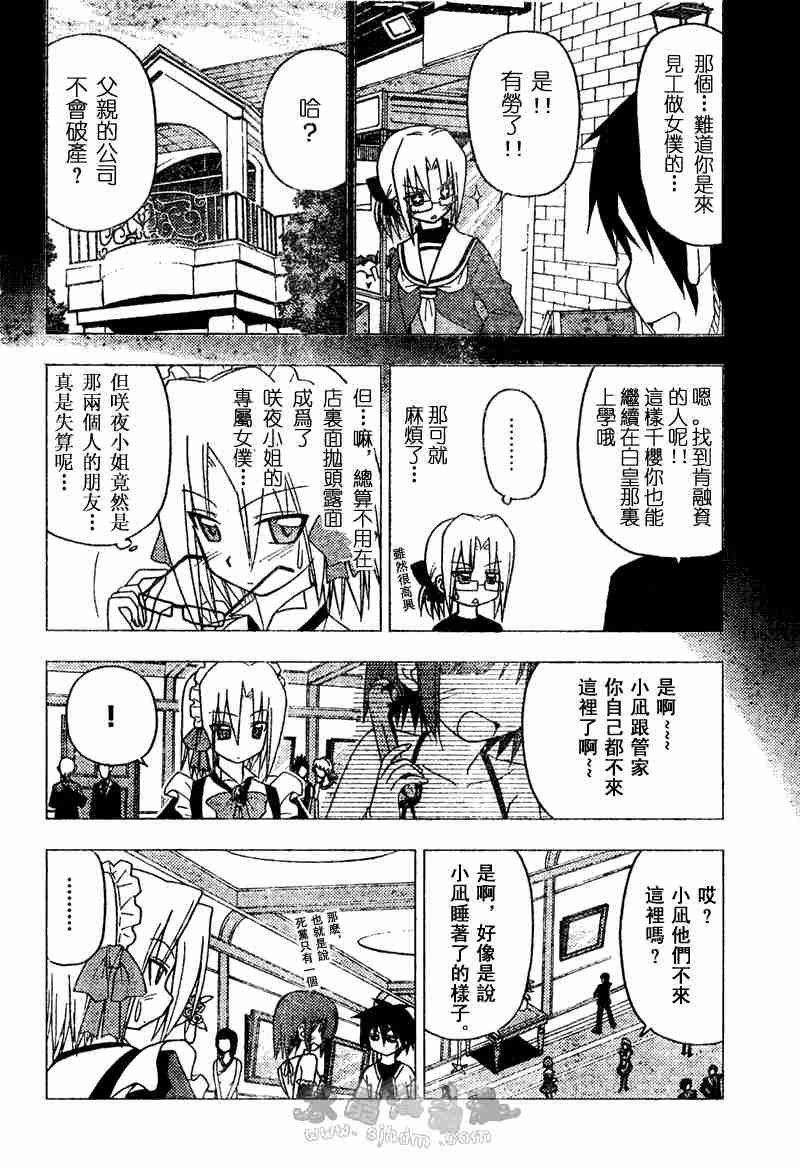 那個…難道你是來
見工做女僕的…
是!!
有勞了!!
哈?
父親的公司
不會破產?
嗯。找到肯融資
的人呢!!
這樣千櫻你也能
繼續在白皇那裏
上學哦
………
那可就
麻煩了…
雖然很高興
但…嘛,總算不用在
店裏面拋頭露面
成爲了
咲夜小姐的
專屬女僕…
但咲夜小姐竟然是
那兩個人的朋友…
真是失算呢…
是啊~~~
小凪跟管家
你自己都不來
這裡了啊~~
!
哎?
小凪他們不來
這裡嗎?
是啊,好像是說
小凪睡著了的樣子。
那麼,
也就是說
死黨只有一個
………
www.sjhdm.com